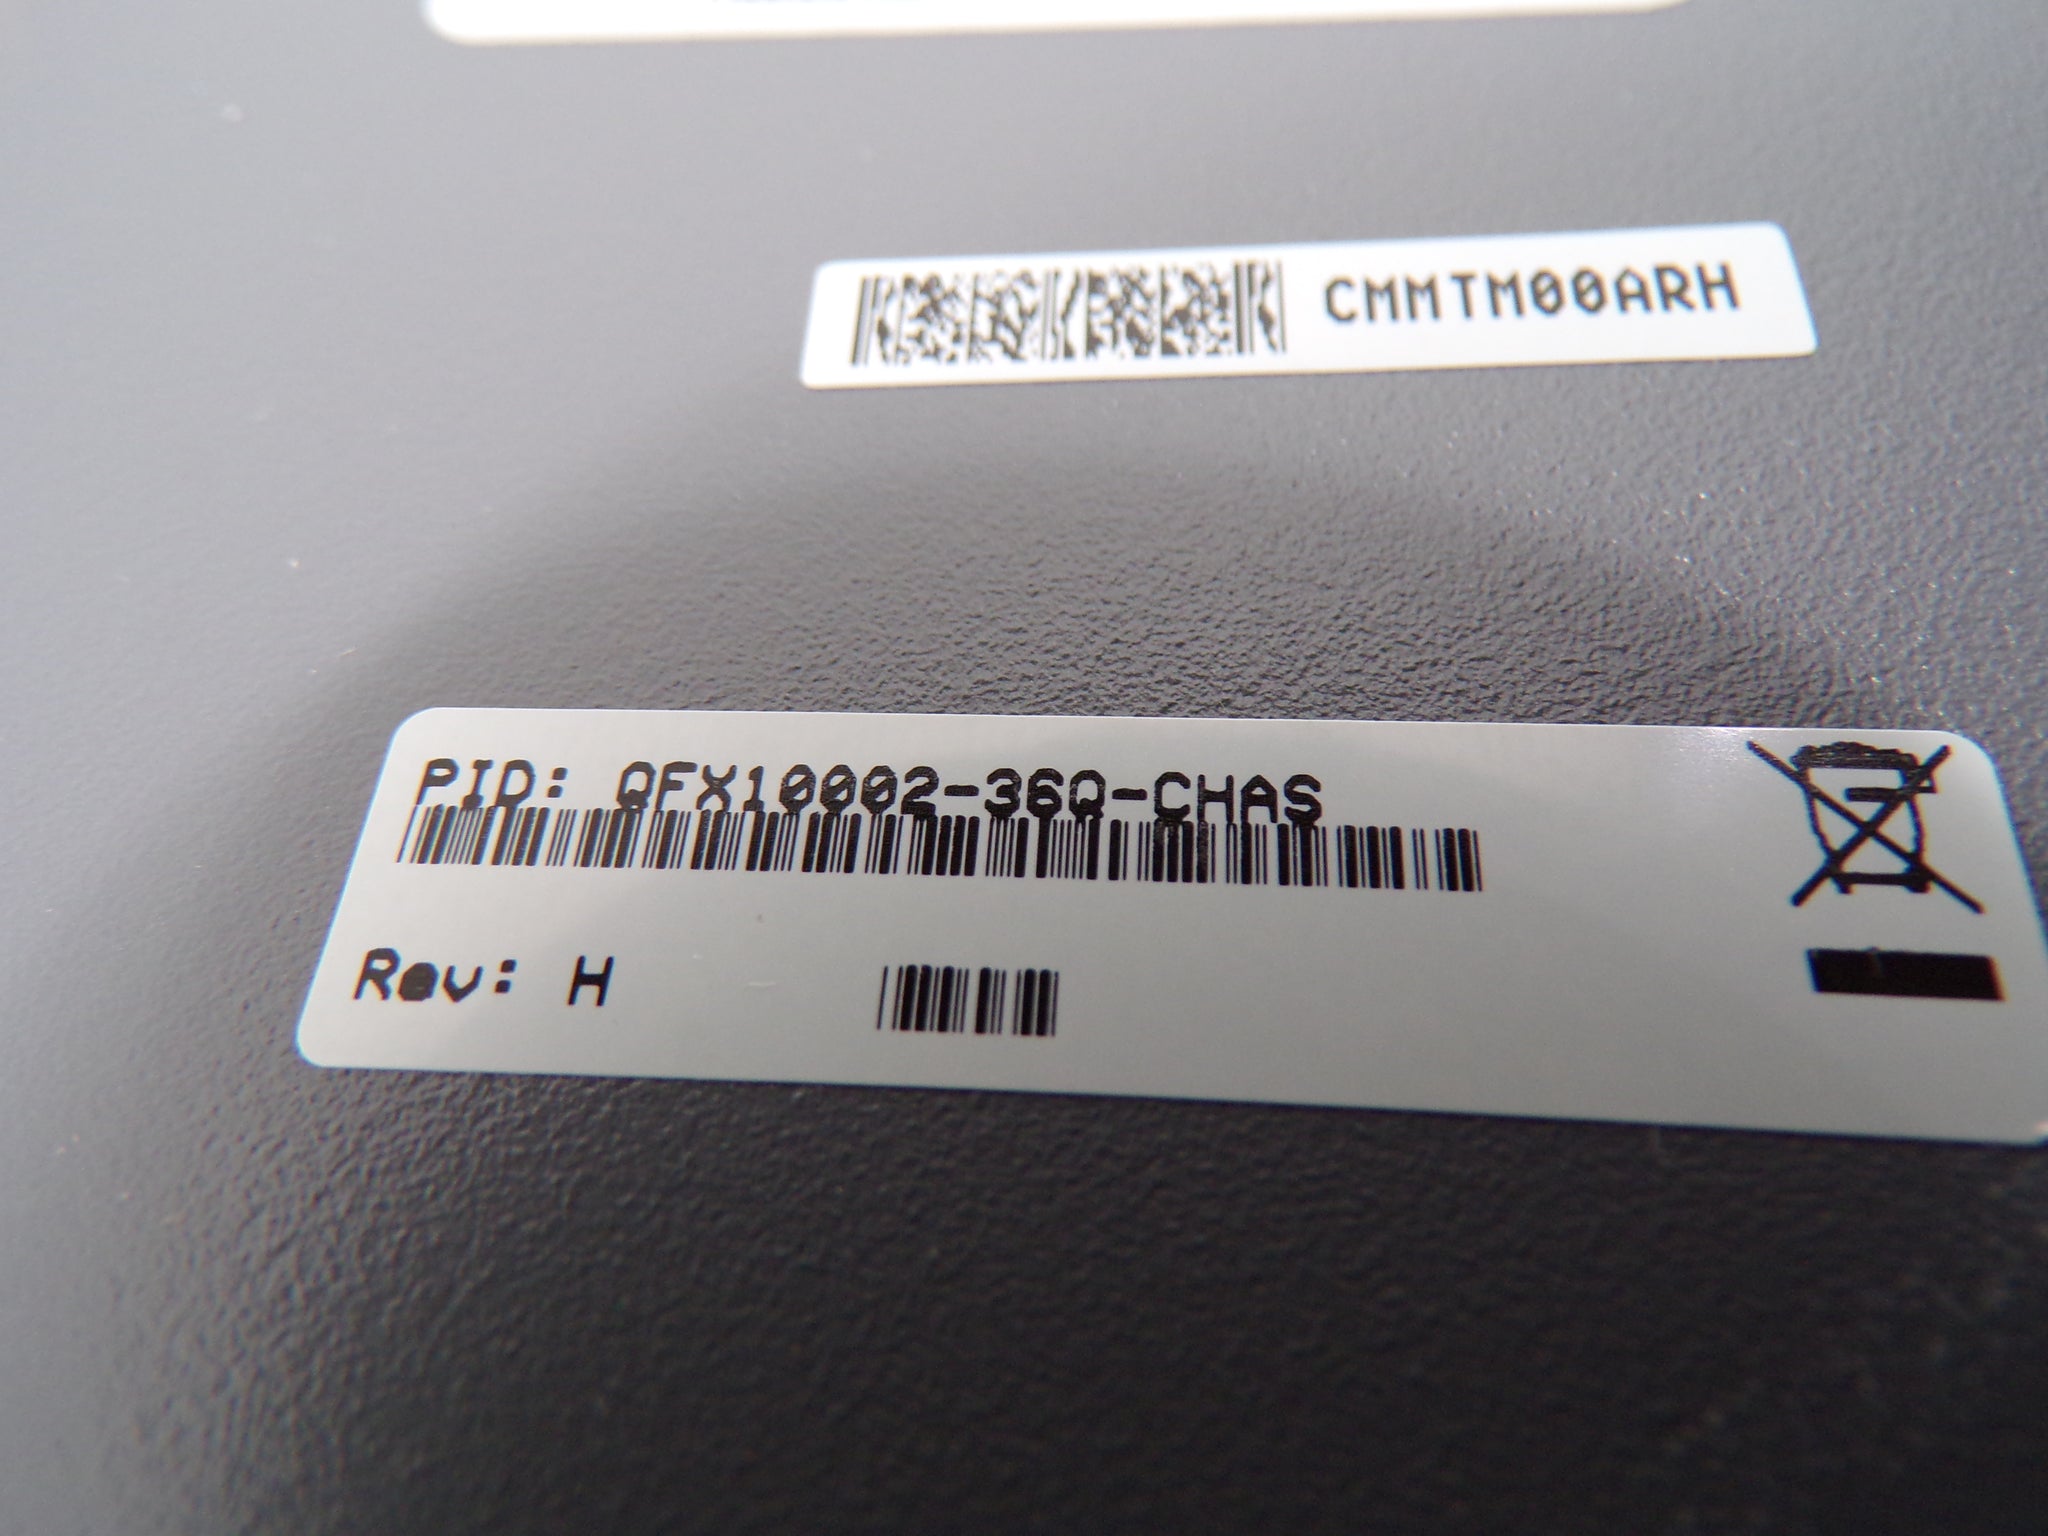 CMMTM00ARH
PID: QFX10002-36Q-CHAS
Rev: H